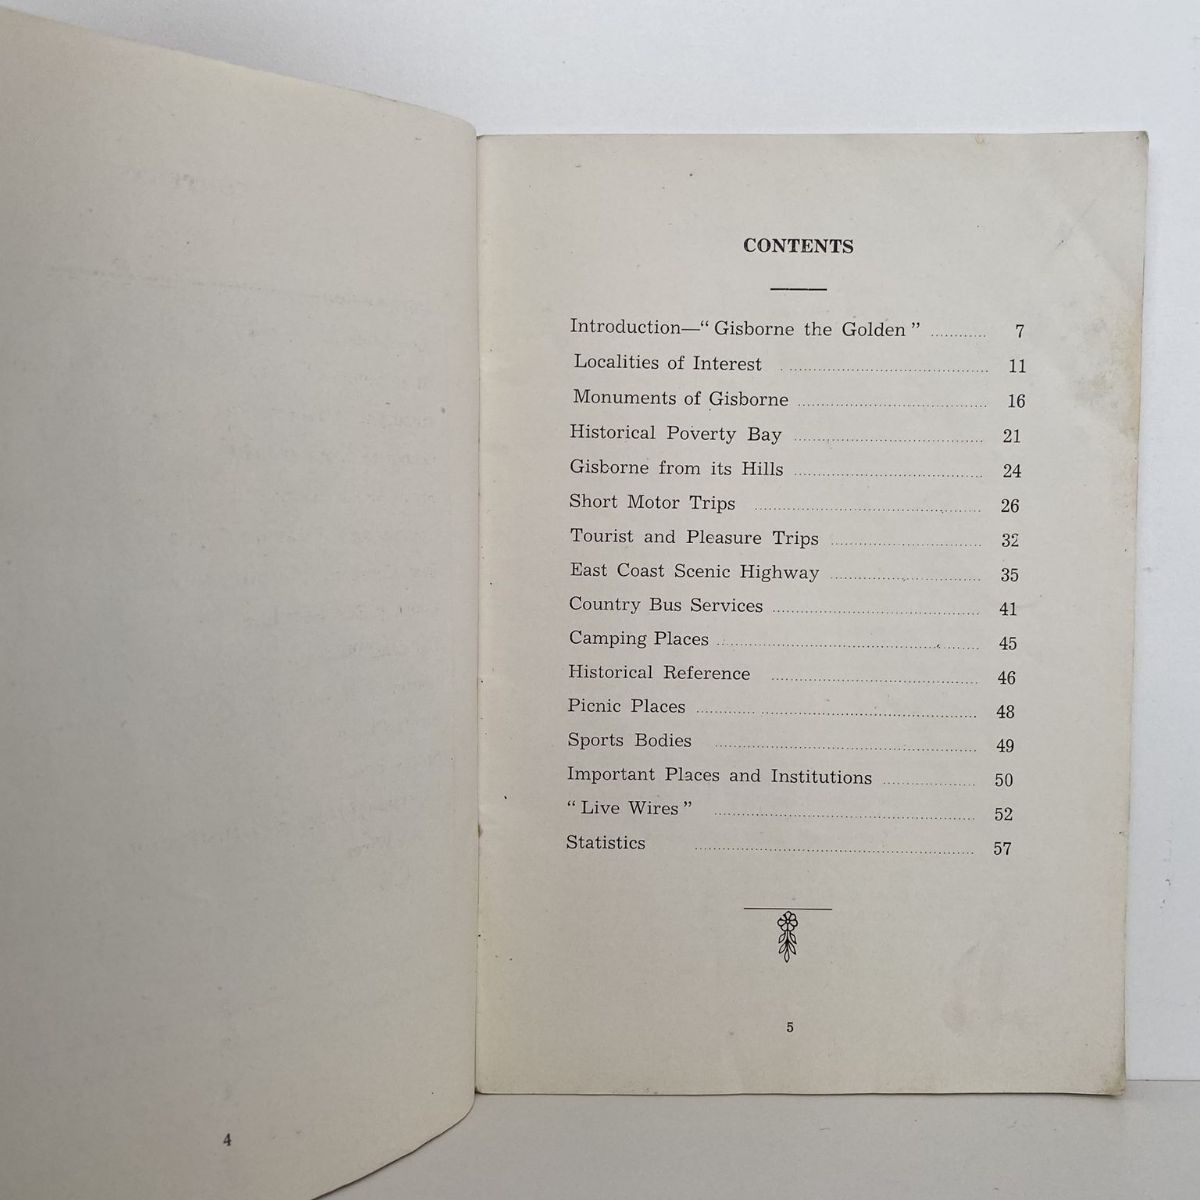 4
CONTENTS
Introduction—“ Gisborne the Golden ” ............ 7
Localities of Interest ............ 11
Monuments of Gisborne ............ 16
Historical Poverty Bay ............ 21
Gisborne from its Hills ............ 24
Short Motor Trips ............ 26
Tourist and Pleasure Trips ............ 32
East Coast Scenic Highway ............ 35
Country Bus Services ............ 41
Camping Places ............ 45
Historical Reference ............ 46
Picnic Places ............ 48
Sports Bodies ............ 49
Important Places and Institutions ............ 50
“ Live Wires ” ............ 52
Statistics ............ 57
5